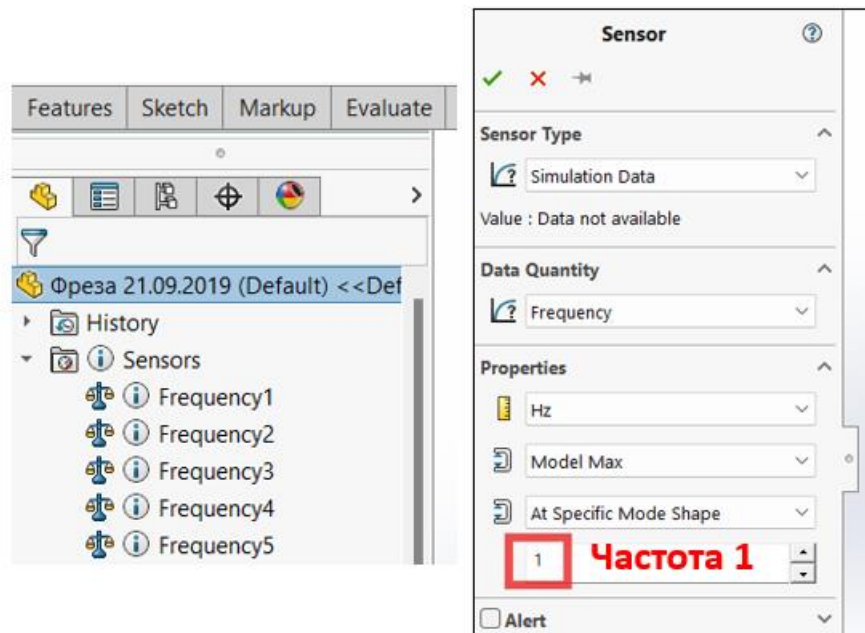 Features Sketch Markup Evaluate
Фреза 21.09.2019 (Default) <<Def
History
Sensors
Frequency1
Frequency2
Frequency3
Frequency4
Frequency5
Sensor
Sensor Type
Simulation Data
Value : Data not available
Data Quantity
Frequency
Properties
Hz
Model Max
At Specific Mode Shape
1 Частота 1
Alert